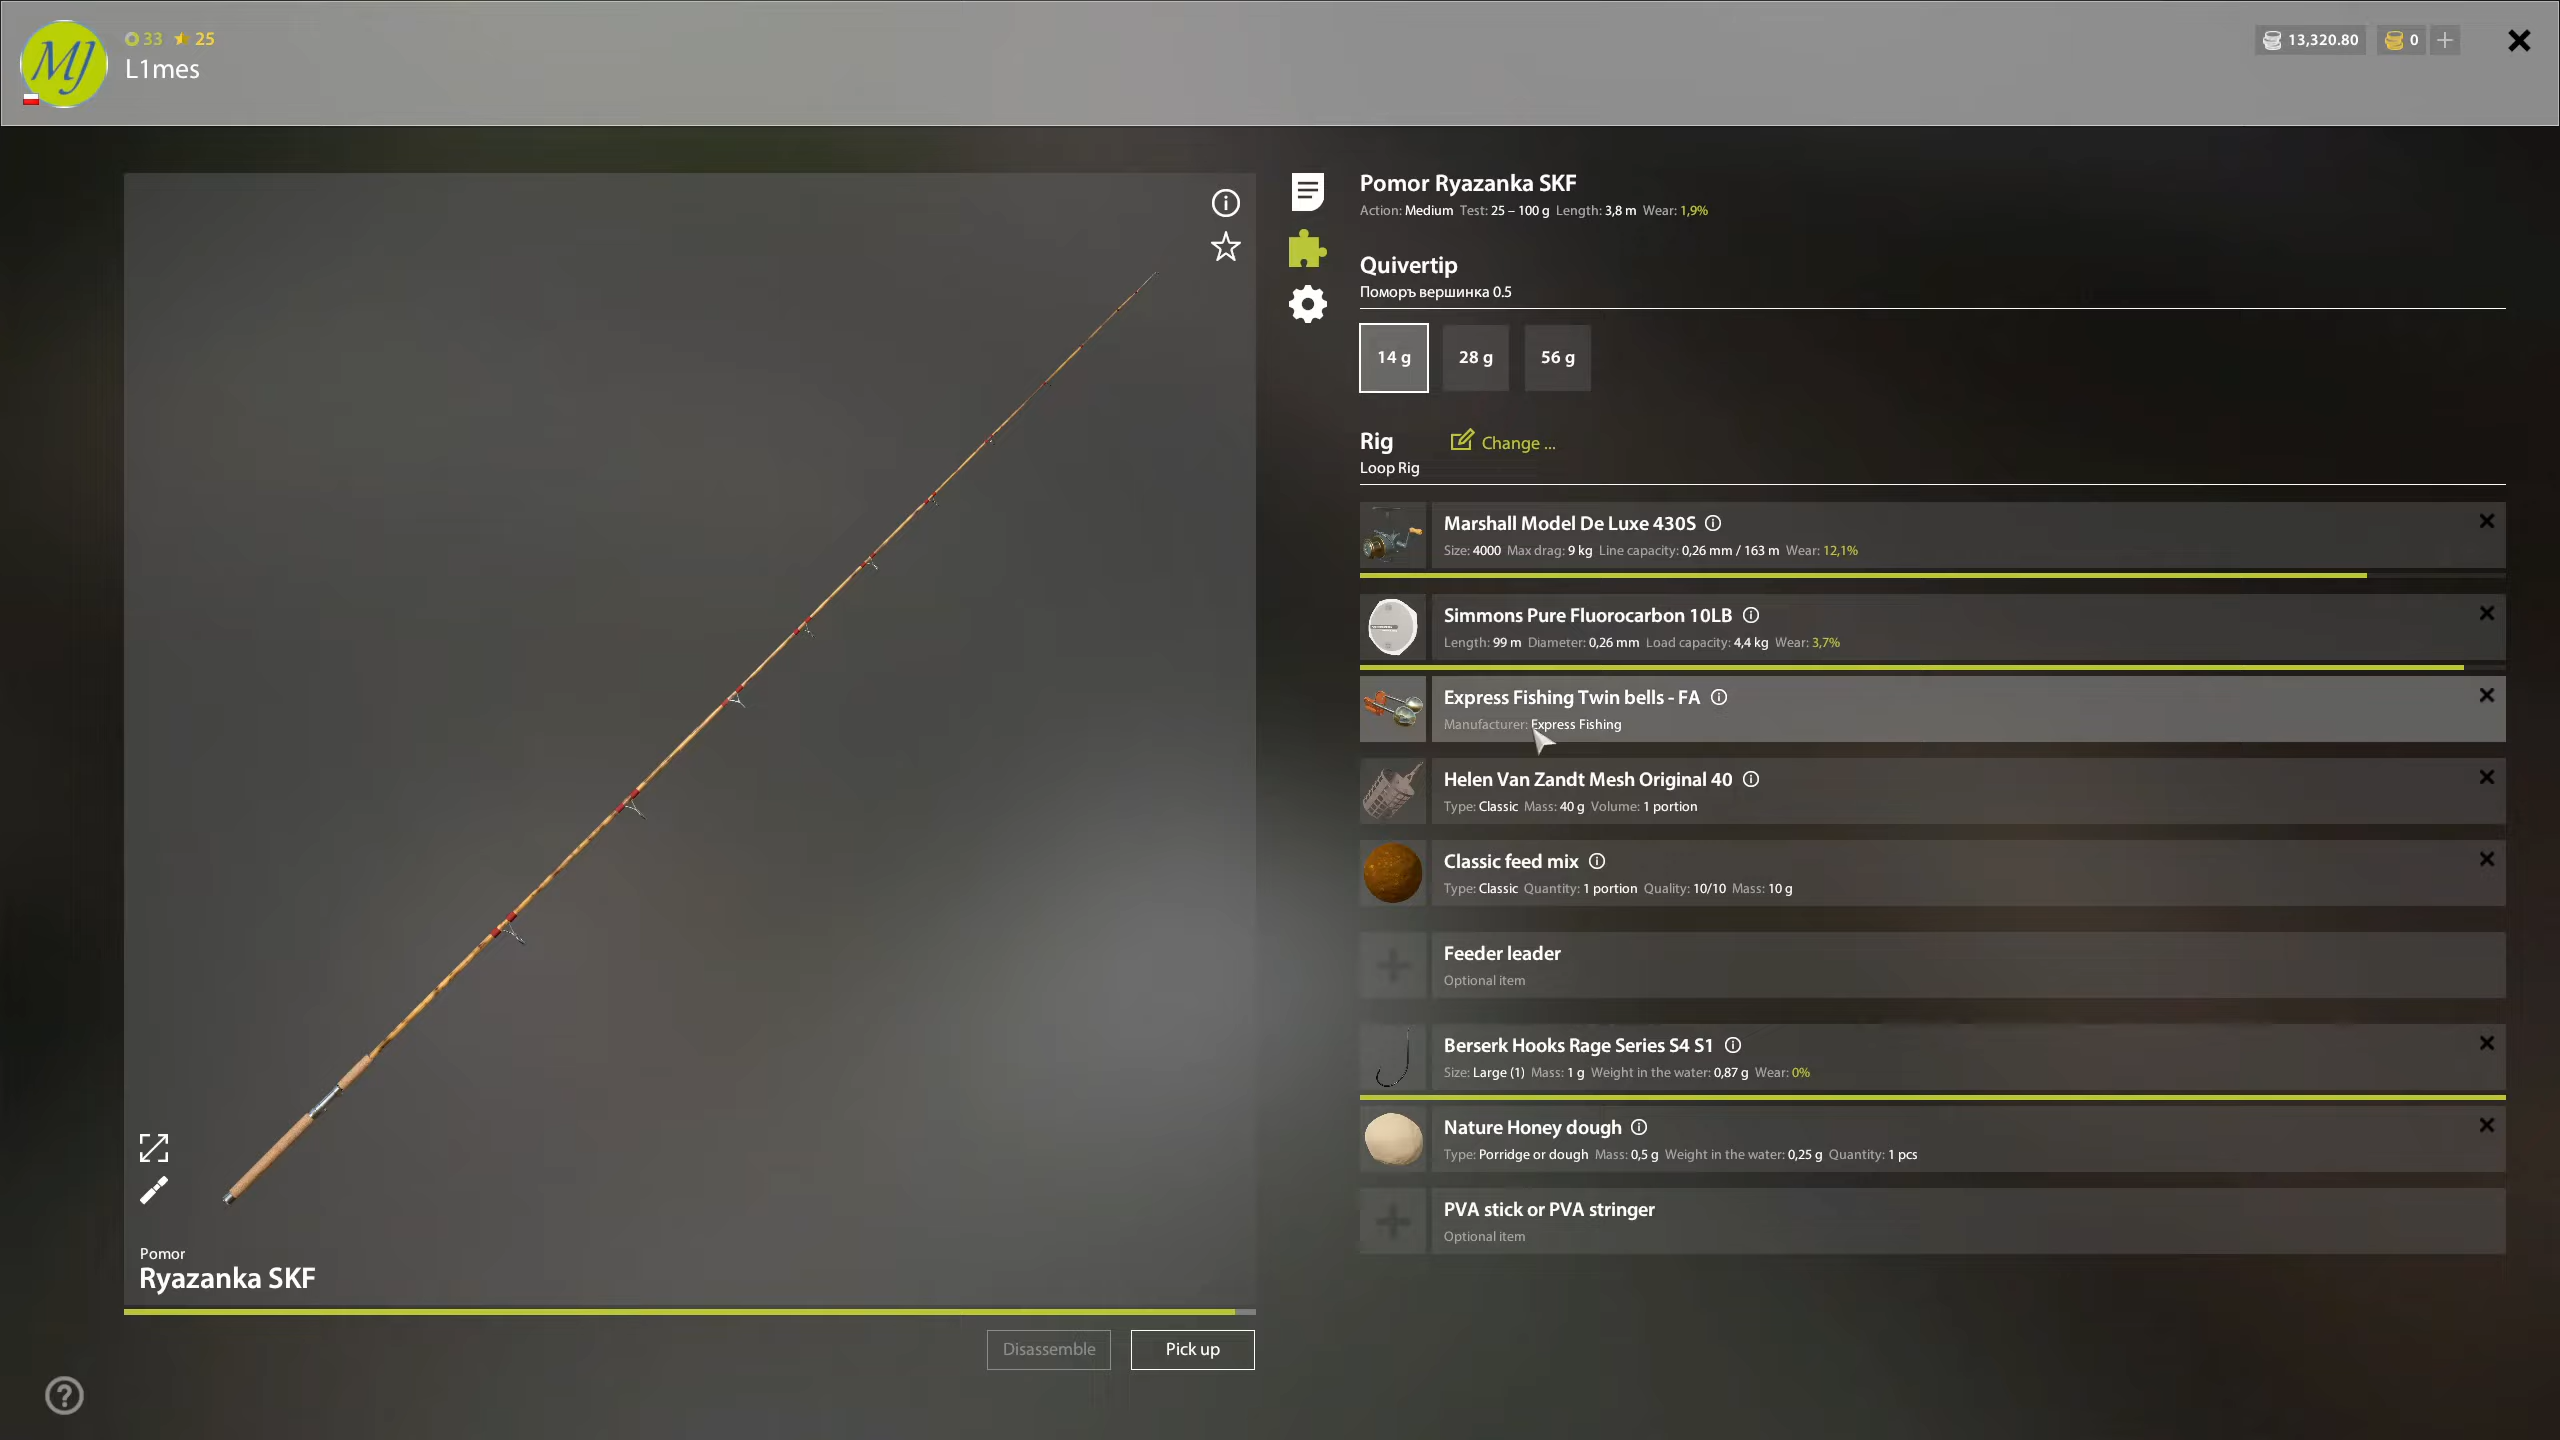 MJ
33 25
L1mes
13,320.80 0
Pomor Ryazanka SKF
Action: Medium Test: 25 – 100 g Length: 3,8 m Wear: 1,9%
Quivertip
Поморъ вершинка 0.5
14 g 28 g 56 g
Rig Change ...
Loop Rig
Marshall Model De Luxe 430S
Size: 4000 Max drag: 9 kg Line capacity: 0,26 mm / 163 m Wear: 12,1%
Simmons Pure Fluorocarbon 10LB
Length: 99 m Diameter: 0,26 mm Load capacity: 4,4 kg Wear: 3,7%
Express Fishing Twin bells - FA
Manufacturer: Express Fishing
Helen Van Zandt Mesh Original 40
Type: Classic Mass: 40 g Volume: 1 portion
Classic feed mix
Type: Classic Quantity: 1 portion Quality: 10/10 Mass: 10 g
Feeder leader
Optional item
Berserk Hooks Rage Series S4 S1
Size: Large (1) Mass: 1 g Weight in the water: 0,87 g Wear: 0%
Nature Honey dough
Type: Porridge or dough Mass: 0,5 g Weight in the water: 0,25 g Quantity: 1 pcs
PVA stick or PVA stringer
Optional item
Pomor
Ryazanka SKF
Disassemble Pick up